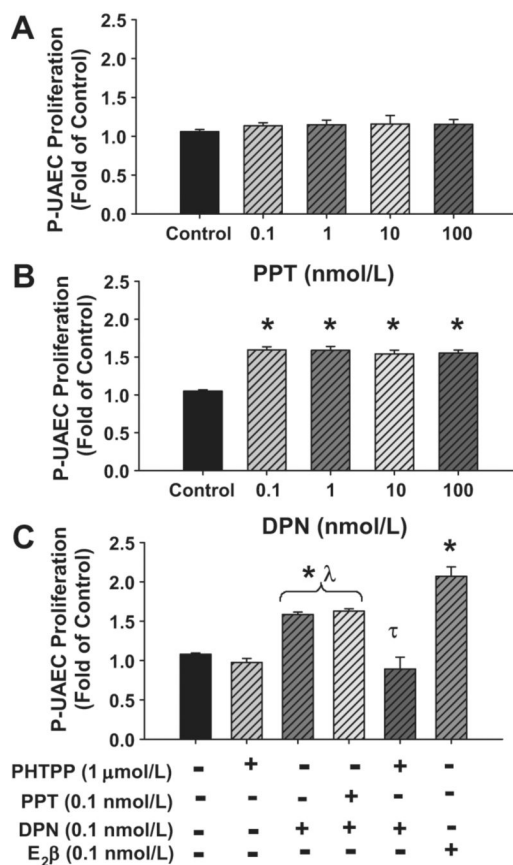 A
P-UAEC Proliferation
(Fold of Control)
2.5
2.0
1.5
1.0
0.5
0.0
Control 0.1 1 10 100
PPT (nmol/L)
B
P-UAEC Proliferation
(Fold of Control)
2.5
2.0
1.5
1.0
0.5
0.0
* * * *
Control 0.1 1 10 100
DPN (nmol/L)
C
P-UAEC Proliferation
(Fold of Control)
2.5
2.0
1.5
1.0
0.5
0.0
* λ
τ
*
PHTPP (1 μmol/L) - + - - + -
PPT (0.1 nmol/L) - - - + - -
DPN (0.1 nmol/L) - - + + + -
E₂β (0.1 nmol/L) - - - - - +